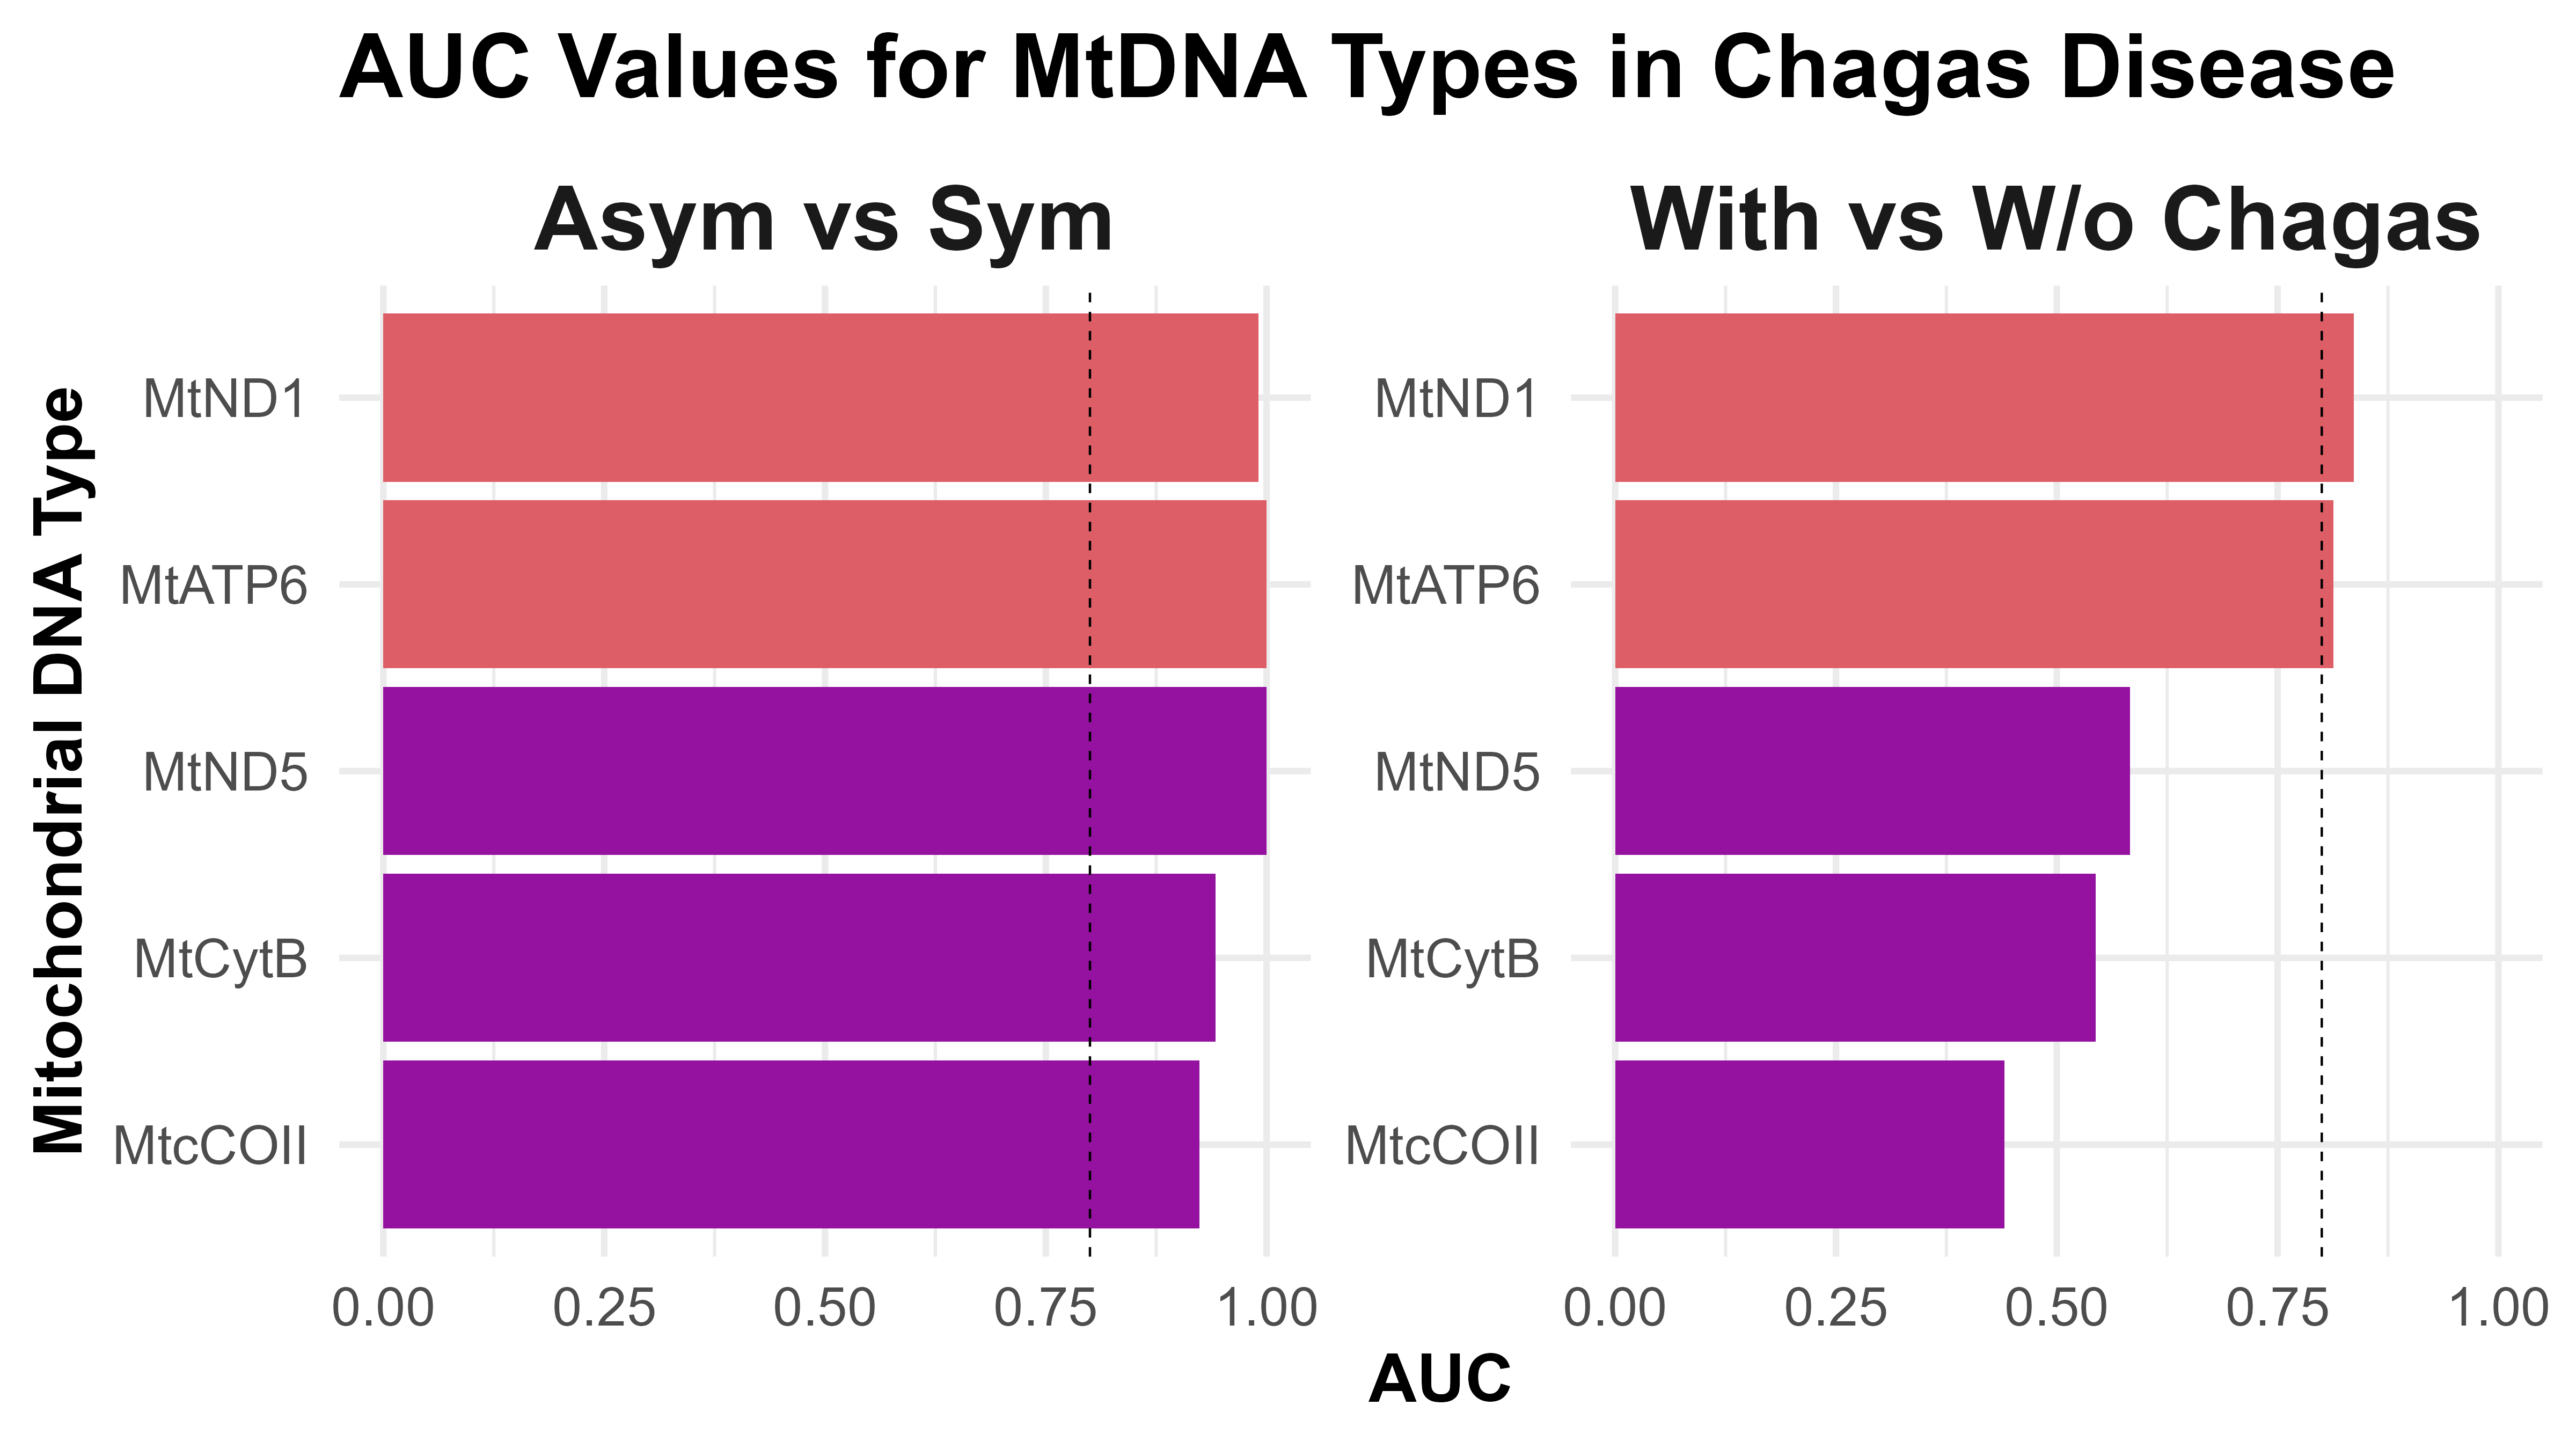 AUC Values for MtDNA Types in Chagas Disease
Asym vs Sym
With vs W/o Chagas
Mitochondrial DNA Type
MtND1
MtATP6
MtND5
MtCytB
MtcCOII
0.00 0.25 0.50 0.75 1.00
MtND1
MtATP6
MtND5
MtCytB
MtcCOII
0.00 0.25 0.50 0.75 1.00
AUC